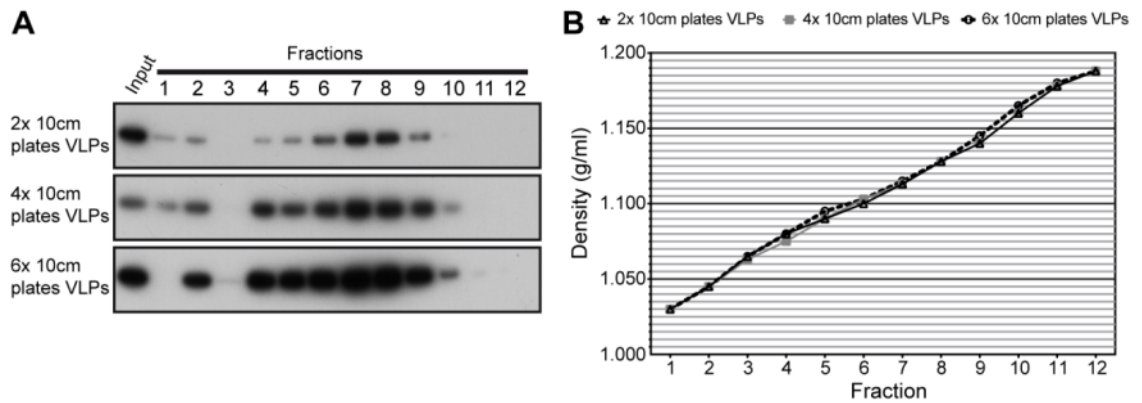 A
Fractions
Input 1 2 3 4 5 6 7 8 9 10 11 12
2x 10cm
plates VLPs
4x 10cm
plates VLPs
6x 10cm
plates VLPs
B
2x 10cm plates VLPs 4x 10cm plates VLPs 6x 10cm plates VLPs
Density (g/ml)
1.200
1.150
1.100
1.050
1.000
1 2 3 4 5 6 7 8 9 10 11 12
Fraction